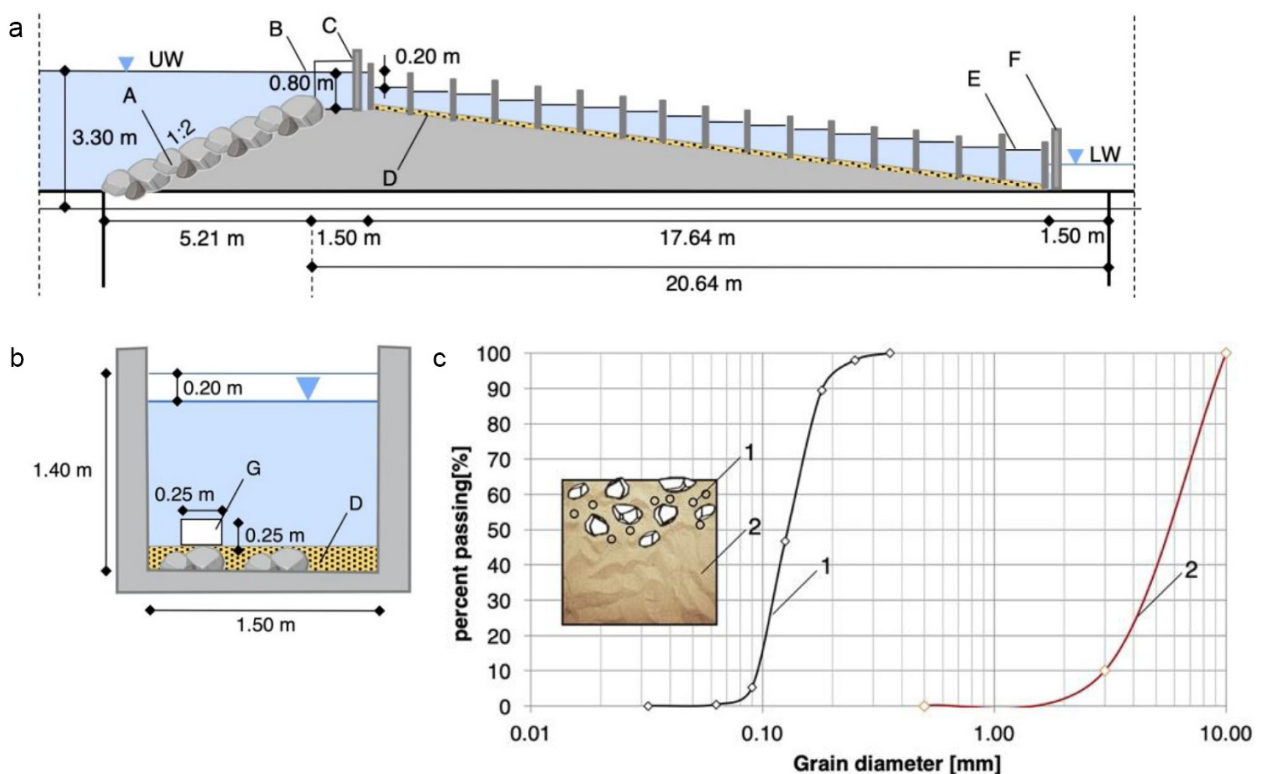 a
B
C
0.20 m
UW
F
E
A
0.80 m
1:2
3.30 m
LW
D
5.21 m
1.50 m
17.64 m
1.50 m
20.64 m
b
0.20 m
1.40 m
G
0.25 m
D
0.25 m
1.50 m
c
percent passing[%]
100
90
80
70
60
50
40
30
20
10
0
1
2
1
2
0.01
0.10
1.00
10.00
Grain diameter [mm]